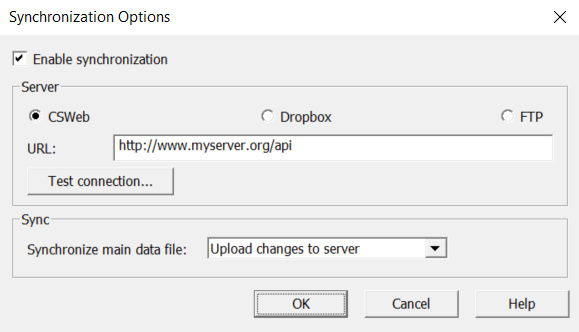 Synchronization Options
Enable synchronization
Server
CSWeb Dropbox FTP
URL: http://www.myserver.org/api
Test connection...
Sync
Synchronize main data file: Upload changes to server
OK Cancel Help